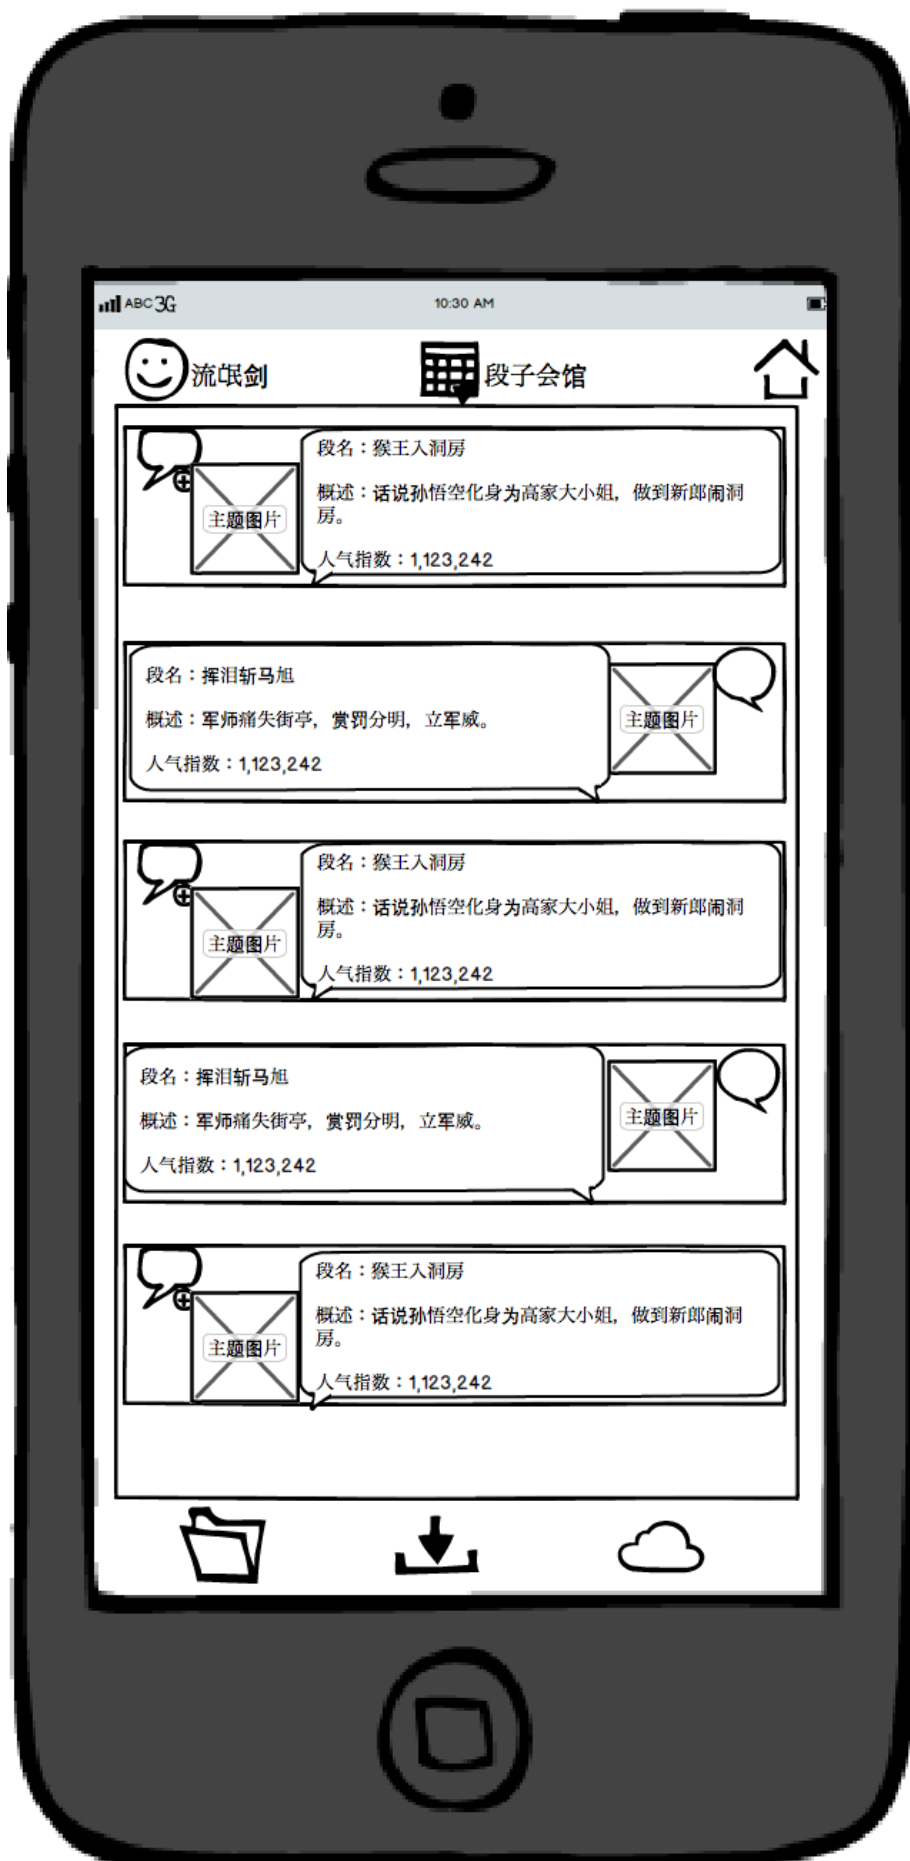 ABC 3G 10:30 AM
流氓剑 段子会馆
段名：猴王入洞房
概述：话说孙悟空化身为高家大小姐，做到新郎闹洞
房。
主题图片
人气指数：1,123,242
段名：挥泪斩马旭
概述：军师痛失街亭，赏罚分明，立军威。
人气指数：1,123,242
主题图片
段名：猴王入洞房
概述：话说孙悟空化身为高家大小姐，做到新郎闹洞
房。
主题图片
人气指数：1,123,242
段名：挥泪斩马旭
概述：军师痛失街亭，赏罚分明，立军威。
人气指数：1,123,242
主题图片
段名：猴王入洞房
概述：话说孙悟空化身为高家大小姐，做到新郎闹洞
房。
主题图片
人气指数：1,123,242